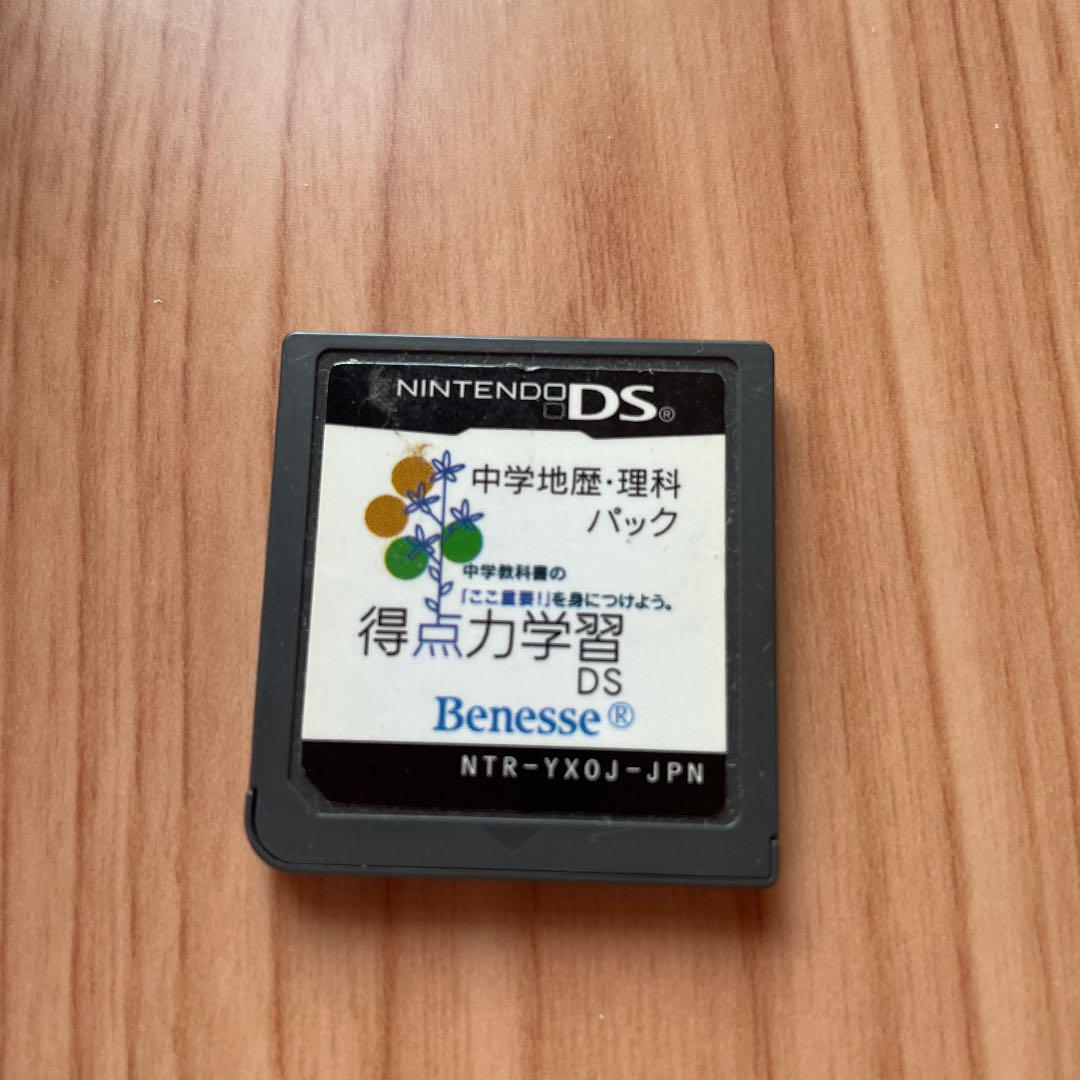 NINTENDO DS®
中学地歴・理科
パック
中学教科書の
「ここ重要!」を身につけよう。
得点力学習
DS
Benesse®
NTR-YX0J-JPN